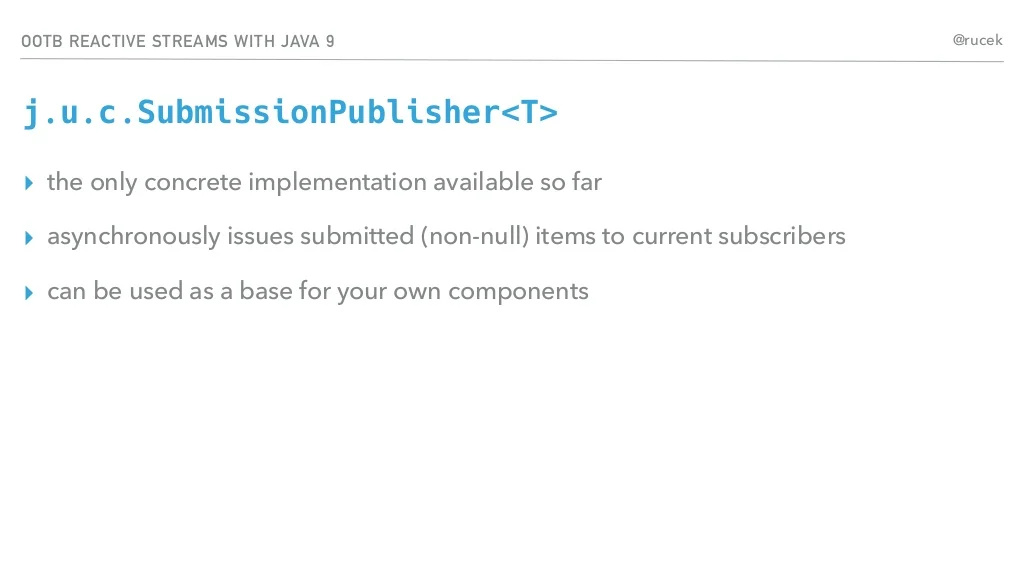 OOTB REACTIVE STREAMS WITH JAVA 9
@rucek
j.u.c.SubmissionPublisher<T>
the only concrete implementation available so far
asynchronously issues submitted (non-null) items to current subscribers
can be used as a base for your own components